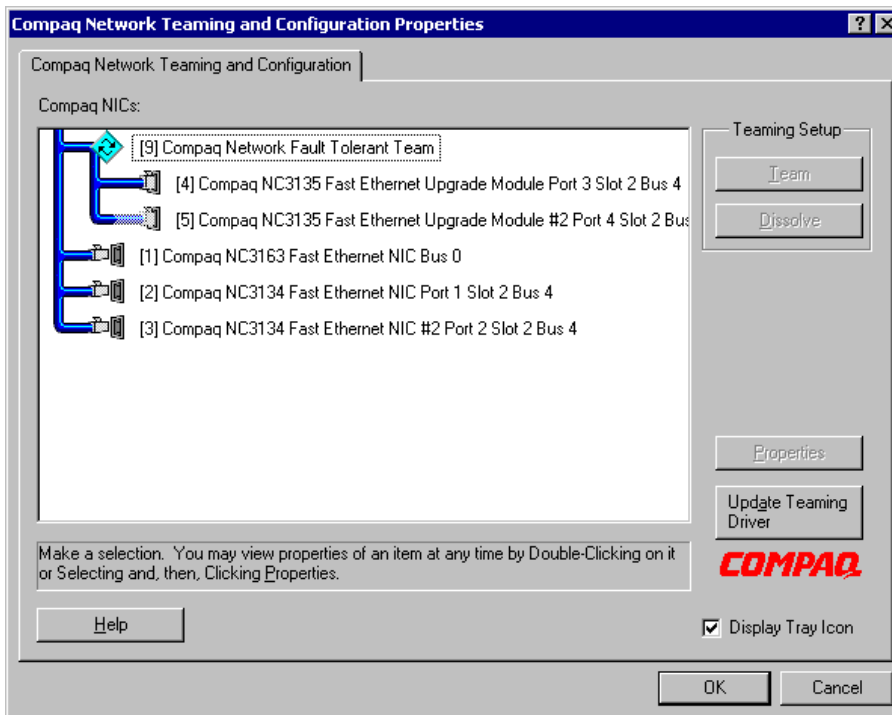 Compaq Network Teaming and Configuration Properties
Compaq Network Teaming and Configuration
Compaq NICs:
[9] Compaq Network Fault Tolerant Team
[4] Compaq NC3135 Fast Ethernet Upgrade Module Port 3 Slot 2 Bus 4
[5] Compaq NC3135 Fast Ethernet Upgrade Module #2 Port 4 Slot 2 Bus
[1] Compaq NC3163 Fast Ethernet NIC Bus 0
[2] Compaq NC3134 Fast Ethernet NIC Port 1 Slot 2 Bus 4
[3] Compaq NC3134 Fast Ethernet NIC #2 Port 2 Slot 2 Bus 4
Teaming Setup
Team
Dissolve
Properties
Update Teaming
Driver
COMPAQ
Make a selection. You may view properties of an item at any time by Double-Clicking on it
or Selecting and, then, Clicking Properties.
Help
Display Tray Icon
OK
Cancel